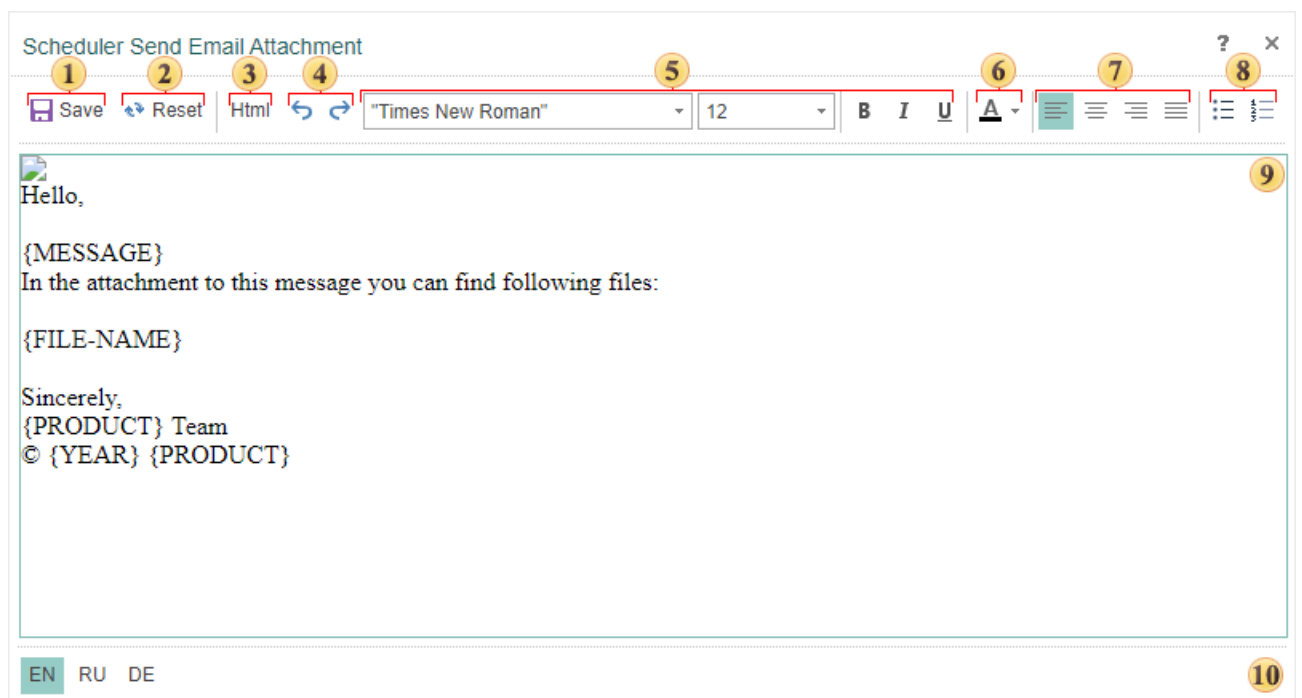 Scheduler Send Email Attachment ? ×
1 2 3 4 5 6 7 8
Save Reset Html "Times New Roman" 12 B I U A
9
Hello,
{MESSAGE}
In the attachment to this message you can find following files:
{FILE-NAME}
Sincerely,
{PRODUCT} Team
© {YEAR} {PRODUCT}
EN RU DE 10